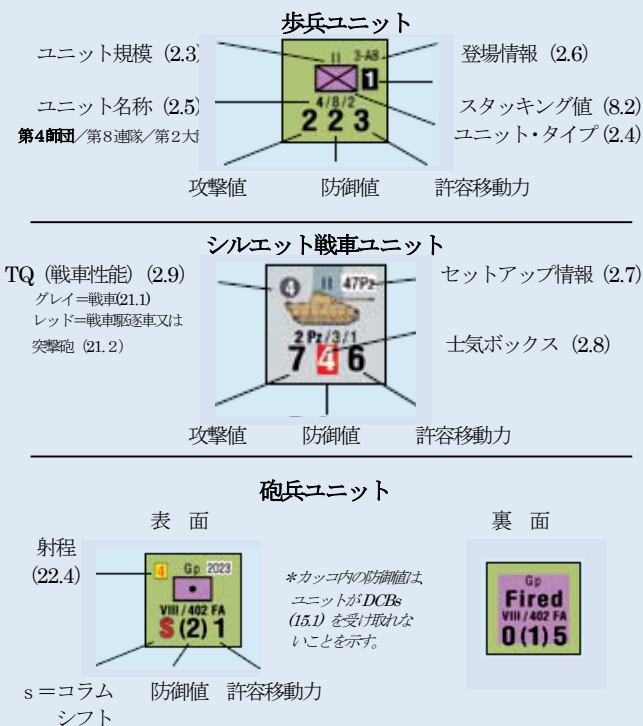 歩兵ユニット
ユニット規模 (2.3)
登場情報 (2.6)
II 3-AB
1
ユニット名称 (2.5)
第4師団/第8連隊/第2大
4/8/2
2 2 3
スタッキング値 (8.2)
ユニット・タイプ (2.4)
攻撃値 防御値 許容移動力
シルエット戦車ユニット
TQ (戦車性能) (2.9)
グレイ=戦車(21.1)
レッド=戦車駆逐車又は
突撃砲 (21.2)
4 II 47Pz
2 Pz/3/1
7 4 6
セットアップ情報 (2.7)
士気ボックス (2.8)
攻撃値 防御値 許容移動力
砲兵ユニット
表 面
裏 面
射程
(22.4)
4 Gp 2023
VIII/402 FA
S (2) 1
*カッコ内の防御値は、
ユニットがDCBs
(15.1) を受け取れな
いことを示す。
Gp
Fired
VIII/402 FA
0 (1) 5
s=コラム
シフト
防御値 許容移動力